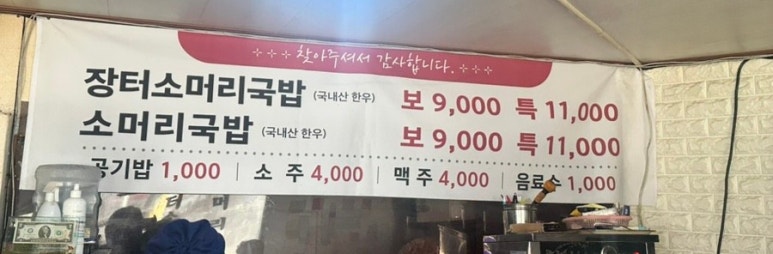 찾아주셔서 감사합니다.
장터소머리국밥 (국내산 한우) 보 9,000 특 11,000
소머리국밥 (국내산 한우) 보 9,000 특 11,000
공기밥 1,000 | 소 주 4,000 | 맥 주 4,000 | 음료수 1,000